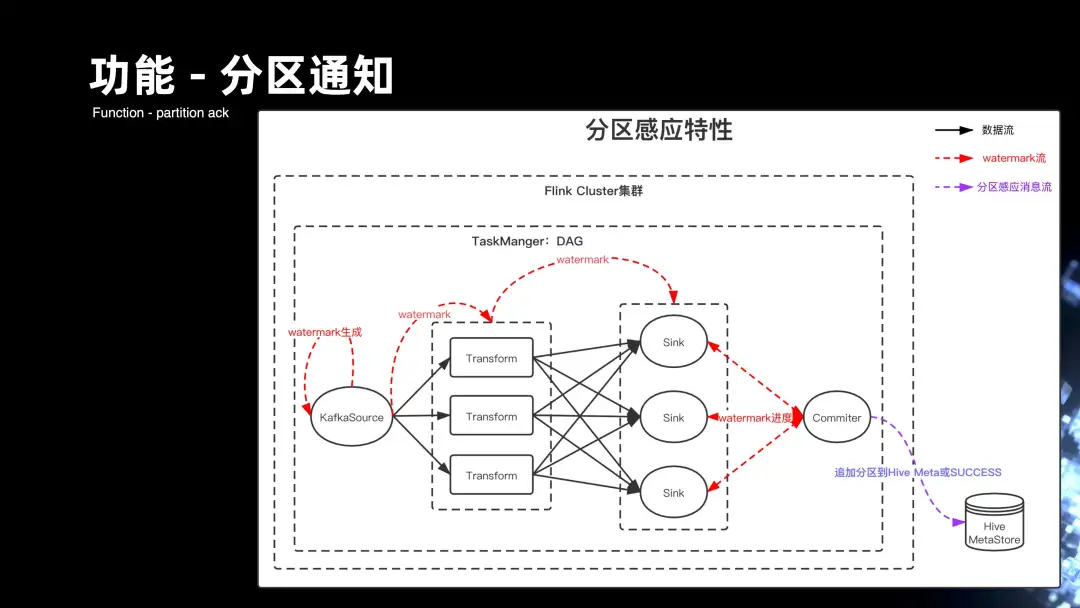 功能 - 分区通知
Function - partition ack
分区感应特性
数据流
watermark流
分区感应消息流
Flink Cluster集群
TaskManger：DAG
watermark
watermark
watermark生成
Transform
Transform
Transform
KafkaSource
Sink
Sink
Sink
watermark进度
Commiter
追加分区到Hive Meta或SUCCESS
Hive
MetaStore